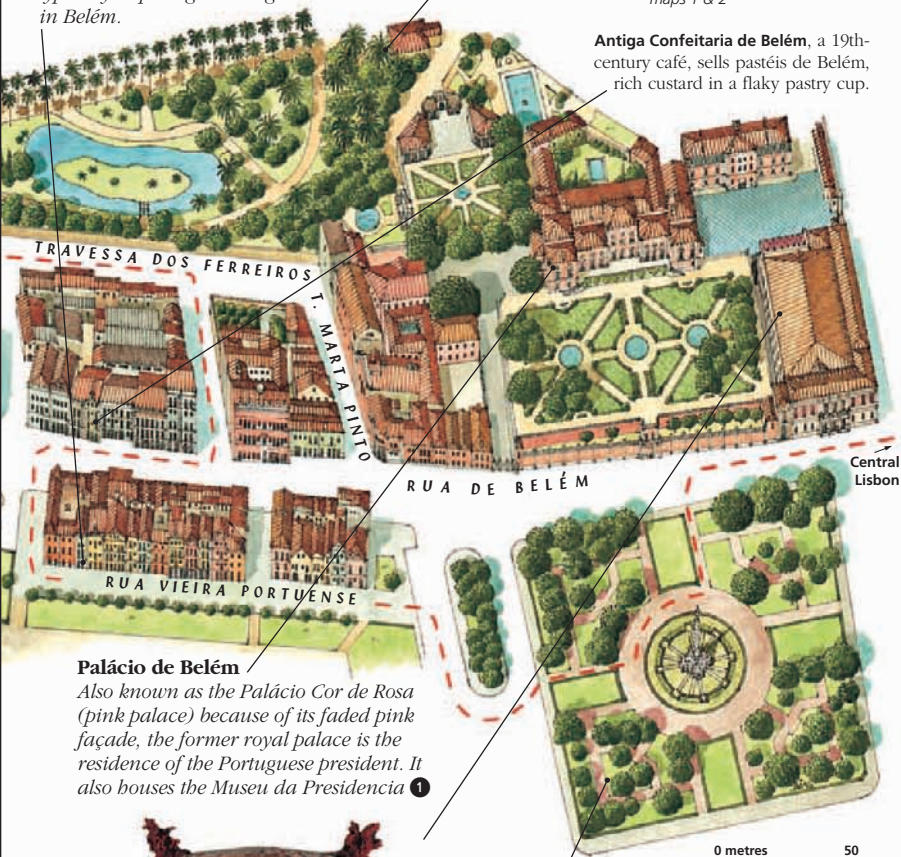 in Belém.
maps 1 & 2
Antiga Confeitaria de Belém, a 19th-
century café, sells pastéis de Belém,
rich custard in a flaky pastry cup.
TRAVESSA DOS FERREIROS
T. MARTA PINTO
RUA DE BELÉM
Central
Lisbon
RUA VIEIRA PORTUENSE
Palácio de Belém
Also known as the Palácio Cor de Rosa
(pink palace) because of its faded pink
façade, the former royal palace is the
residence of the Portuguese president. It
also houses the Museu da Presidencia 1
0 metres 50